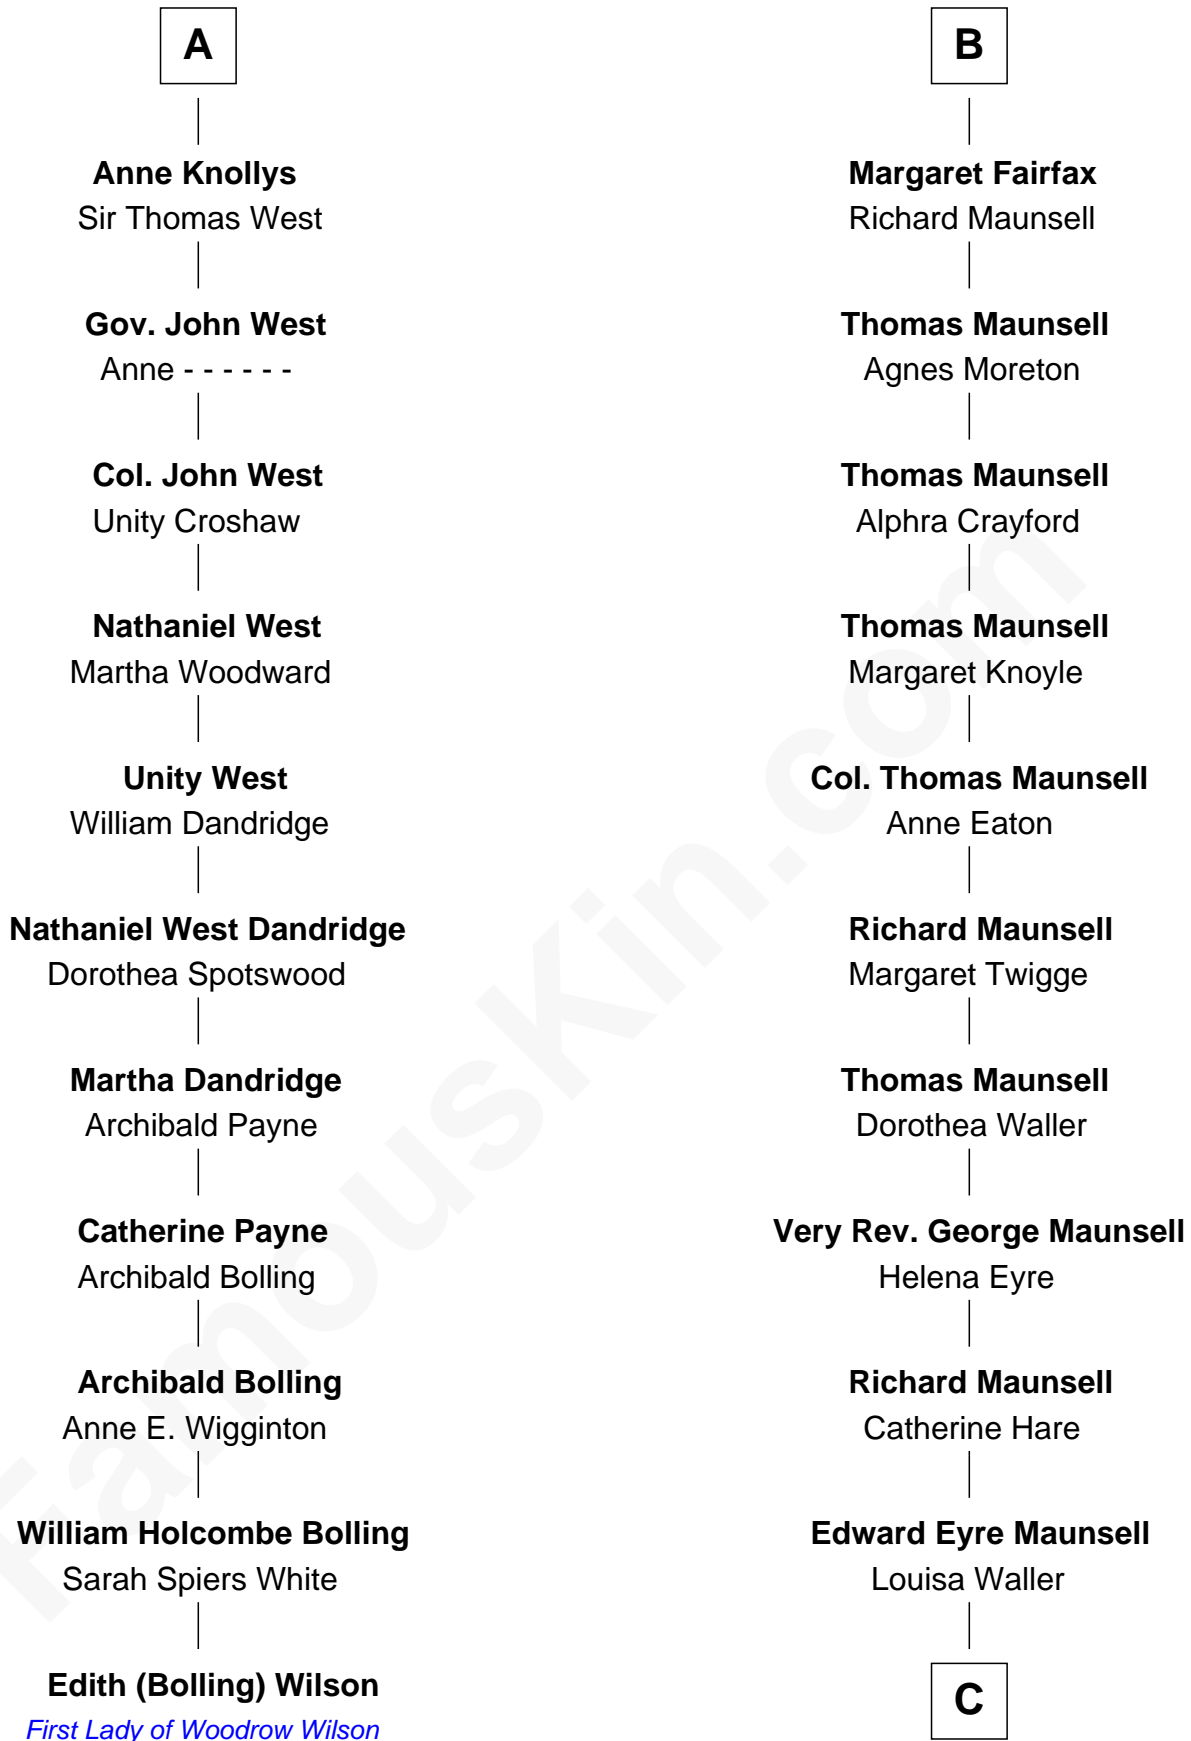 A
Anne Knollys
Sir Thomas West
Gov. John West
Anne - - - - - -
Col. John West
Unity Croshaw
Nathaniel West
Martha Woodward
Unity West
William Dandridge
Nathaniel West Dandridge
Dorothea Spotswood
Martha Dandridge
Archibald Payne
Catherine Payne
Archibald Bolling
Archibald Bolling
Anne E. Wigginton
William Holcombe Bolling
Sarah Spiers White
Edith (Bolling) Wilson
First Lady of Woodrow Wilson
B
Margaret Fairfax
Richard Maunsell
Thomas Maunsell
Agnes Moreton
Thomas Maunsell
Alphra Crayford
Thomas Maunsell
Margaret Knoyle
Col. Thomas Maunsell
Anne Eaton
Richard Maunsell
Margaret Twigge
Thomas Maunsell
Dorothea Waller
Very Rev. George Maunsell
Helena Eyre
Richard Maunsell
Catherine Hare
Edward Eyre Maunsell
Louisa Waller
C
FamousKin.com